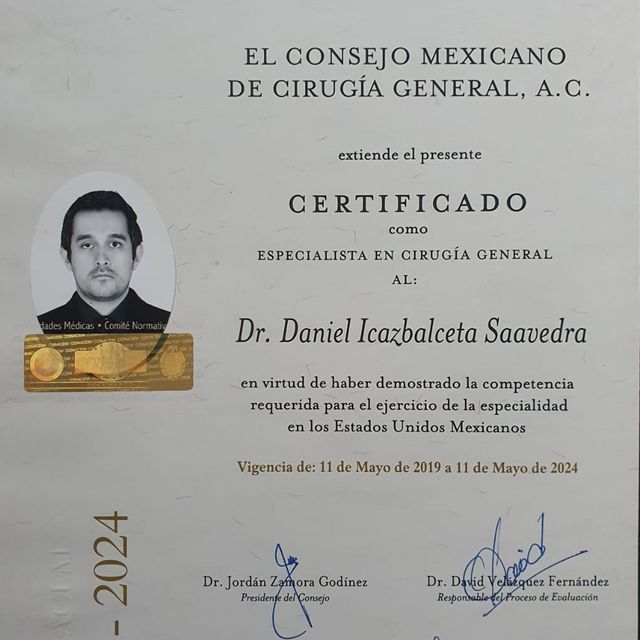 EL CONSEJO MEXICANO
DE CIRUGÍA GENERAL, A.C.
extiende el presente
CERTIFICADO
como
ESPECIALISTA EN CIRUGÍA GENERAL
AL:
Dr. Daniel Icazbalceta Saavedra
en virtud de haber demostrado la competencia
requerida para el ejercicio de la especialidad
en los Estados Unidos Mexicanos
Vigencia de: 11 de Mayo de 2019 a 11 de Mayo de 2024
dades Médicas • Comité Normativ
- 2024
Dr. Jordán Zamora Godínez
Presidente del Consejo
Dr. David Velázquez Fernández
Responsable del Proceso de Evaluación